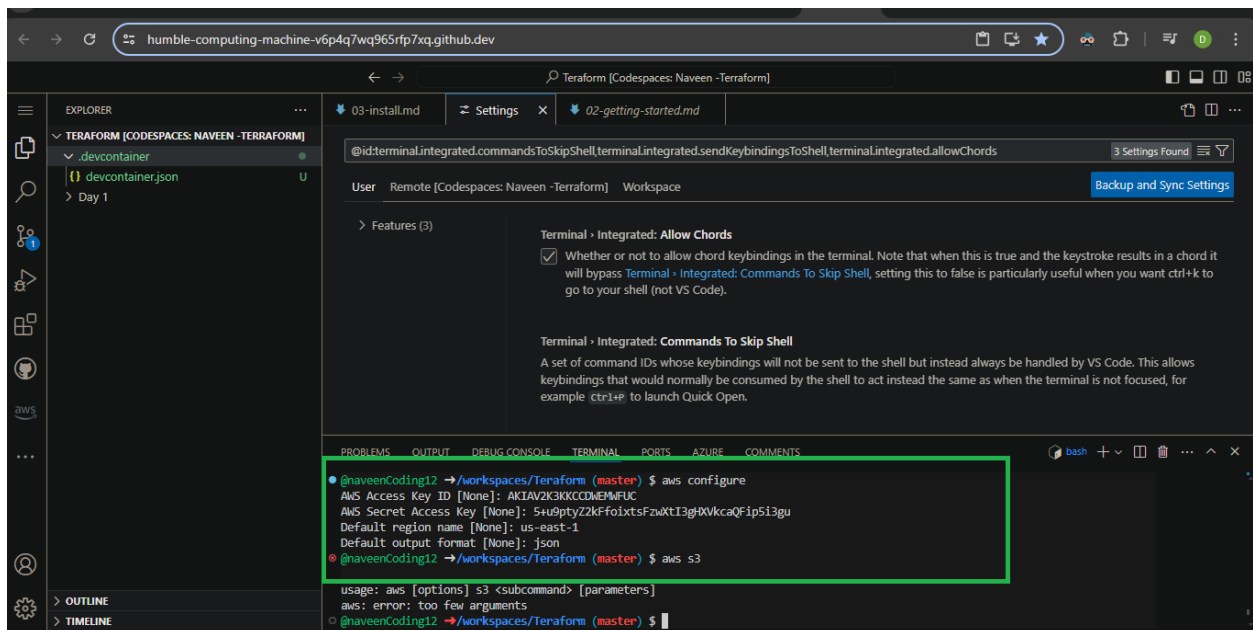 humble-computing-machine-v6p4q7wq965rfp7xq.github.dev
D
Teraform [Codespaces: Naveen -Terraform]
EXPLORER
03-install.md
Settings
02-getting-started.md
TERAFORM [CODESPACES: NAVEEN -TERRAFORM]
.devcontainer
{} devcontainer.json U
Day 1
@id:terminal.integrated.commandsToSkipShell,terminal.integrated.sendKeybindingsToShell,terminal.integrated.allowChords
3 Settings Found
User Remote [Codespaces: Naveen -Terraform] Workspace
Backup and Sync Settings
Features (3)
Terminal › Integrated: Allow Chords
Whether or not to allow chord keybindings in the terminal. Note that when this is true and the keystroke results in a chord it
will bypass Terminal › Integrated: Commands To Skip Shell, setting this to false is particularly useful when you want ctrl+k to
go to your shell (not VS Code).
Terminal › Integrated: Commands To Skip Shell
A set of command IDs whose keybindings will not be sent to the shell but instead always be handled by VS Code. This allows
keybindings that would normally be consumed by the shell to act instead the same as when the terminal is not focused, for
example Ctrl+P to launch Quick Open.
1
aws
PROBLEMS OUTPUT DEBUG CONSOLE TERMINAL PORTS AZURE COMMENTS
bash
@naveenCoding12 →/workspaces/Teraform (master) $ aws configure
AWS Access Key ID [None]: AKIAV2K3KKCCDWEMWFUC
AWS Secret Access Key [None]: 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
Default region name [None]: us-east-1
Default output format [None]: json
@naveenCoding12 →/workspaces/Teraform (master) $ aws s3
usage: aws [options] s3 <subcommand> [parameters]
aws: error: too few arguments
@naveenCoding12 →/workspaces/Teraform (master) $
OUTLINE
TIMELINE